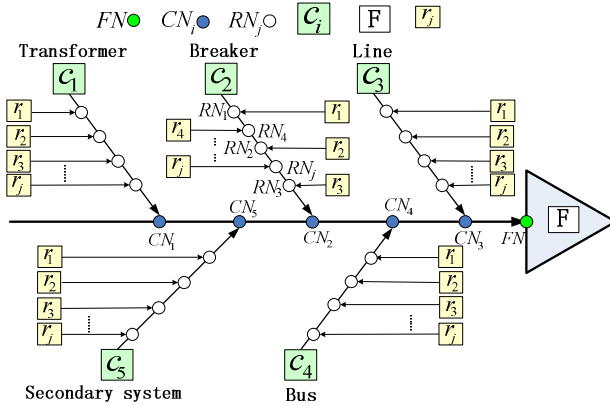 FN CN_i RN_j C_i F r_j
Transformer Breaker Line
C_1 C_2 C_3
r_1 RN_1 r_1 r_1
r_2 r_4 RN_4 r_2
RN_2 r_2
r_3 r_j RN_j r_3
r_j RN_3 r_3 r_j
CN_1 CN_5 CN_2 CN_4 CN_3 FN F
r_1 r_1
r_2 r_2
r_3 r_3
r_j r_j
C_5 C_4
Secondary system Bus